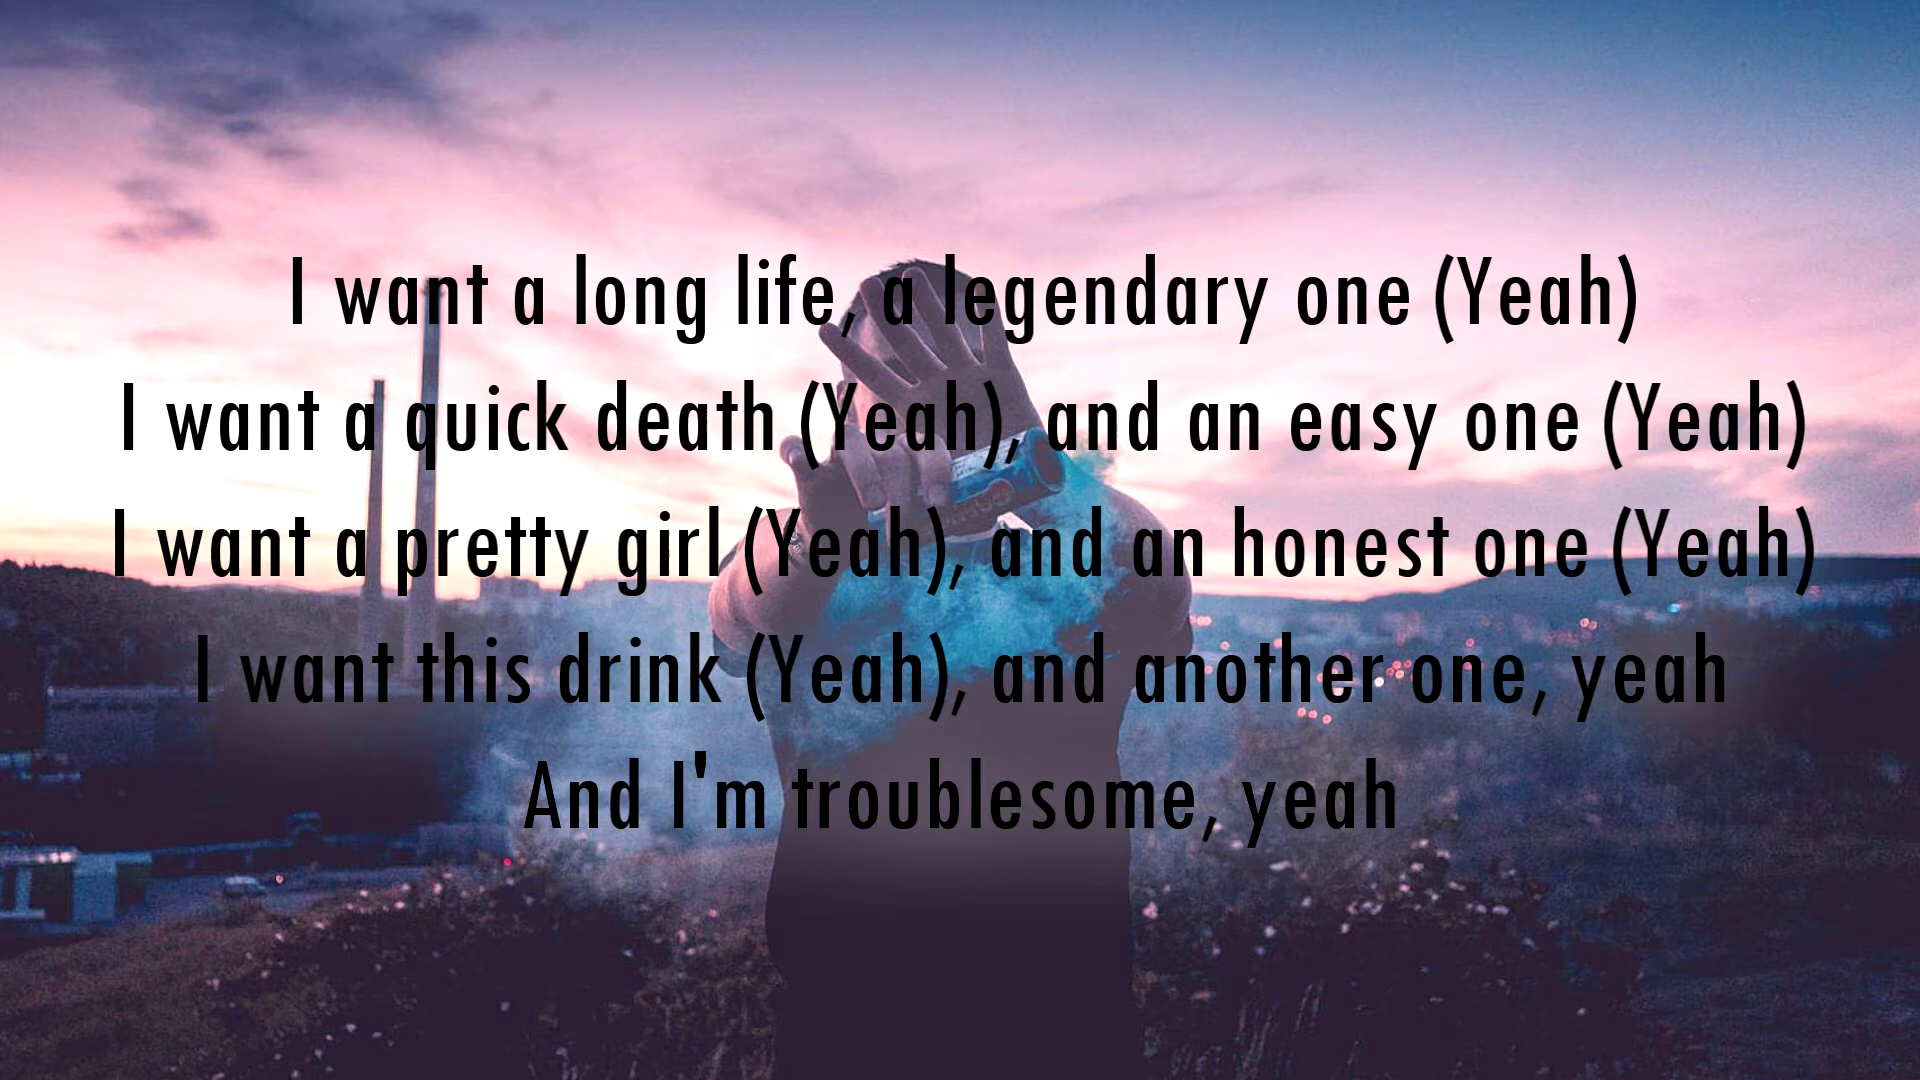 I want a long life, a legendary one (Yeah)
I want a quick death (Yeah), and an easy one (Yeah)
I want a pretty girl (Yeah), and an honest one (Yeah)
I want this drink (Yeah), and another one, yeah
And I'm troublesome, yeah